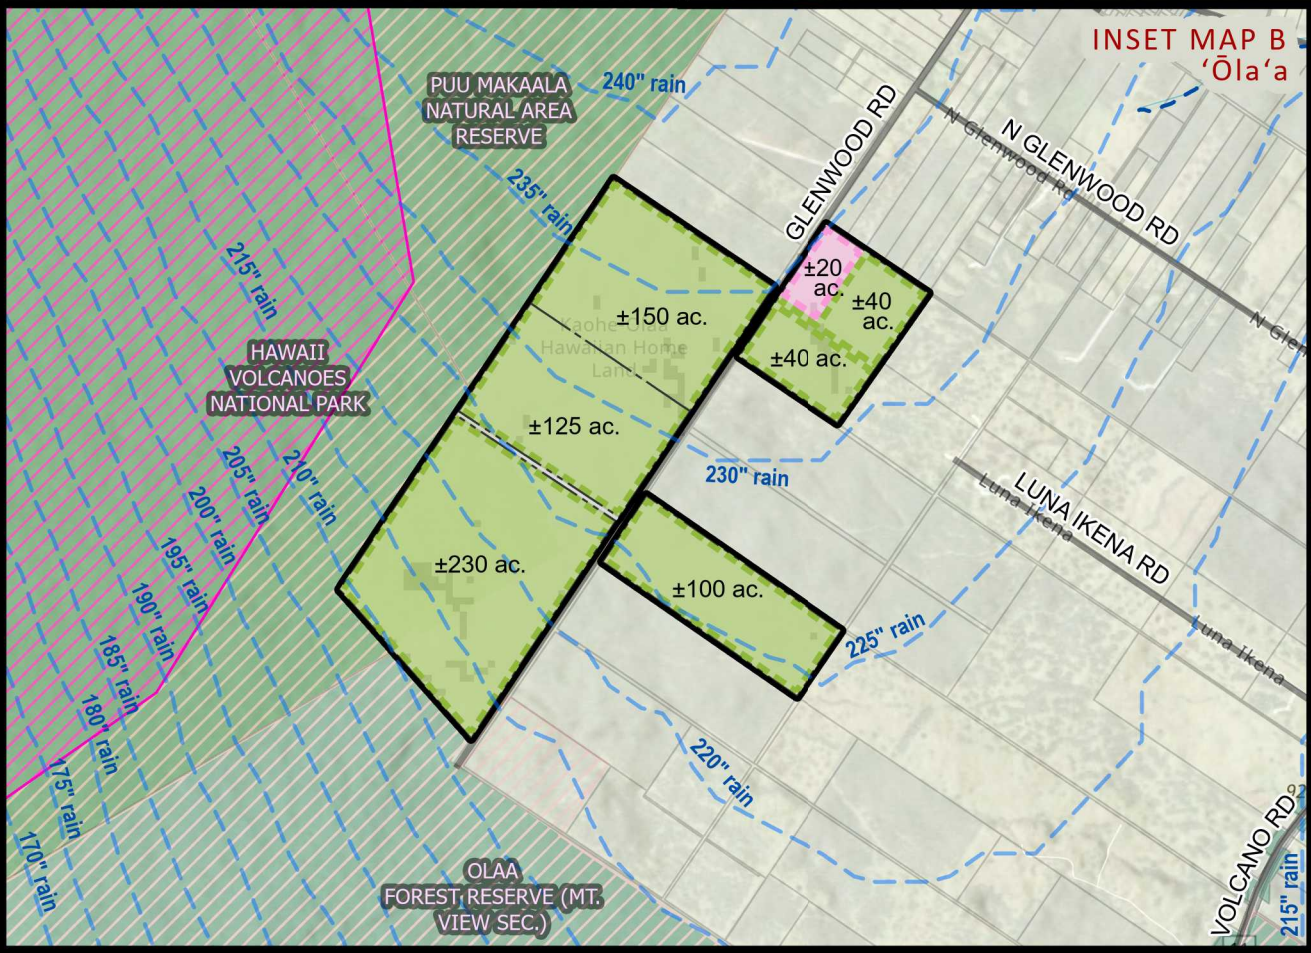 INSET MAP B
ʻŌlaʻa
PUU MAKAALA
NATURAL AREA
RESERVE
240" rain
GLENWOOD RD
N GLENWOOD RD
N Glenwood Rd
235" rain
215" rain
±20
ac.
±40
ac.
±150 ac.
Kaohe-Olaa
Hawaiian Home
Land
N Glen
HAWAII
VOLCANOES
NATIONAL PARK
±40 ac.
±125 ac.
230" rain
205" rain
210" rain
200" rain
LUNA IKENA RD
Luna Ikena
195" rain
±230 ac.
±100 ac.
190" rain
225" rain
Luna Ikena
185" rain
180" rain
220" rain
175" rain
92
VOLCANO RD
170" rain
215" rain
OLAA
FOREST RESERVE (MT.
VIEW SEC.)